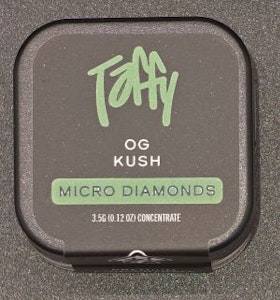 Taffy
OG
KUSH
MICRO DIAMONDS
3.5G (0.12 OZ) CONCENTRATE